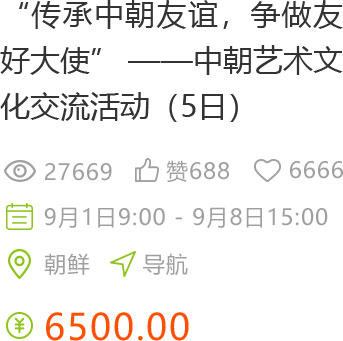 “传承中朝友谊，争做友
好大使” ——中朝艺术文
化交流活动（5日）
27669 赞688 6666
9月1日9:00 - 9月8日15:00
朝鲜 导航
¥ 6500.00